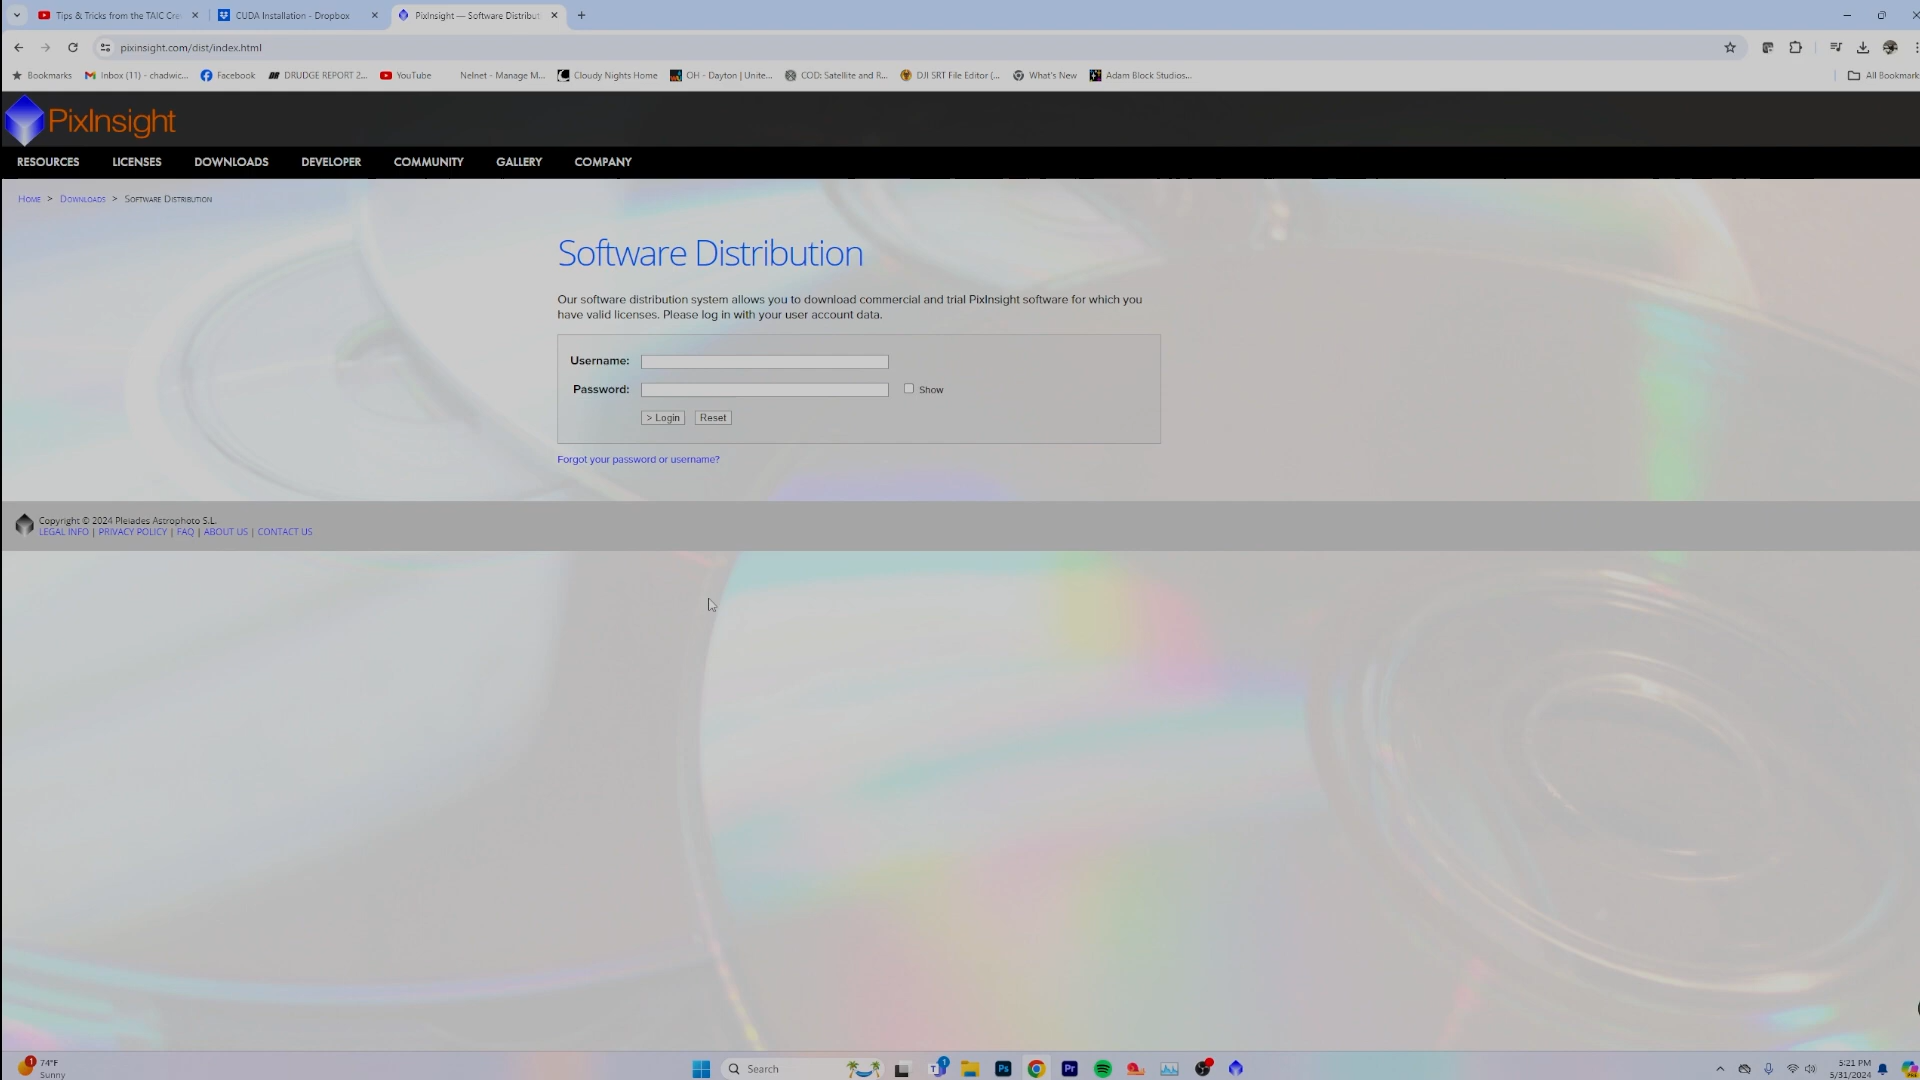 Tips & Tricks from the TAIC Cre
CUDA Installation - Dropbox
PixInsight — Software Distribut
pixinsight.com/dist/index.html
Bookmarks
Inbox (11) - chadwic...
Facebook
DRUDGE REPORT 2...
YouTube
Nelnet - Manage M...
Cloudy Nights Home
OH - Dayton | Unite...
COD: Satellite and R...
DJI SRT File Editor (...
What's New
Adam Block Studios...
All Bookmark
PixInsight
RESOURCES
LICENSES
DOWNLOADS
DEVELOPER
COMMUNITY
GALLERY
COMPANY
Home > Downloads > Software Distribution
Software Distribution
Our software distribution system allows you to download commercial and trial PixInsight software for which you
have valid licenses. Please log in with your user account data.
Username:
Password:
Show
> Login
Reset
Forgot your password or username?
Copyright © 2024 Pleiades Astrophoto S.L.
LEGAL INFO | PRIVACY POLICY | FAQ | ABOUT US | CONTACT US
1
74°F
Sunny
Search
1
Ps
Pr
5:21 PM
5/31/2024